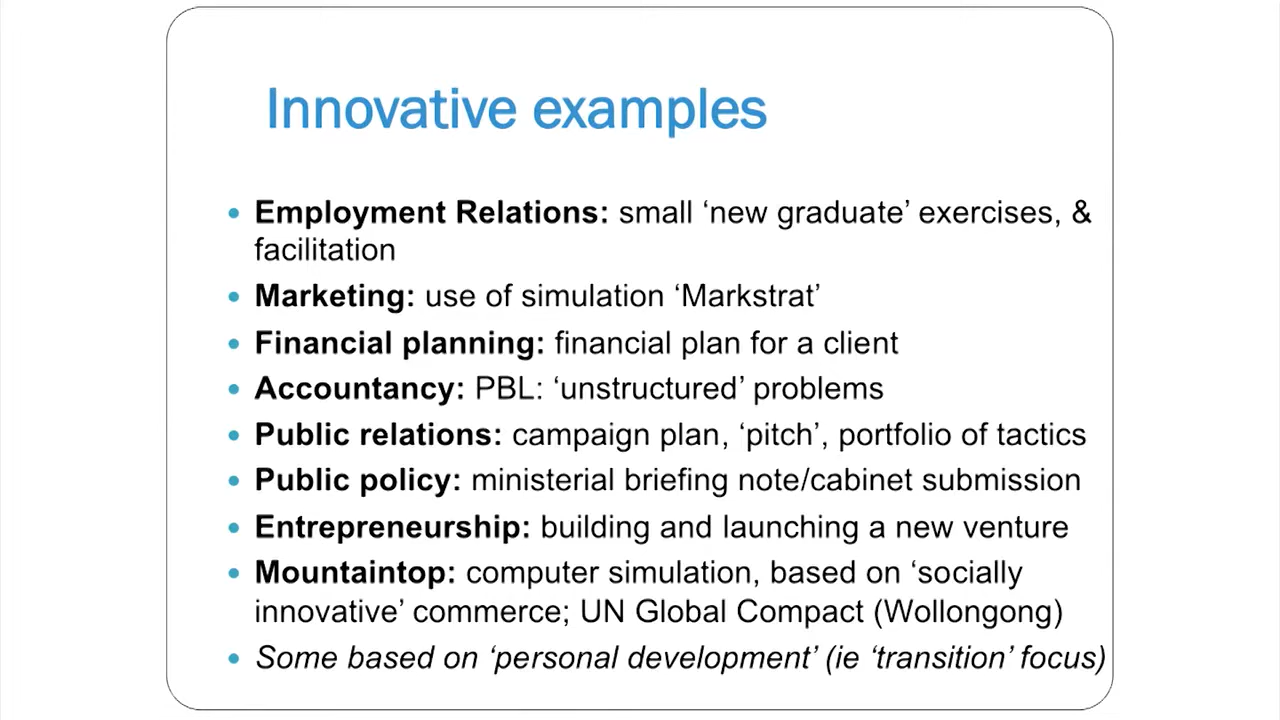 Innovative examples
• Employment Relations: small ‘new graduate’ exercises, &
facilitation
• Marketing: use of simulation ‘Markstrat’
• Financial planning: financial plan for a client
• Accountancy: PBL: ‘unstructured’ problems
• Public relations: campaign plan, ‘pitch’, portfolio of tactics
• Public policy: ministerial briefing note/cabinet submission
• Entrepreneurship: building and launching a new venture
• Mountaintop: computer simulation, based on ‘socially
innovative’ commerce; UN Global Compact (Wollongong)
• Some based on ‘personal development’ (ie ‘transition’ focus)